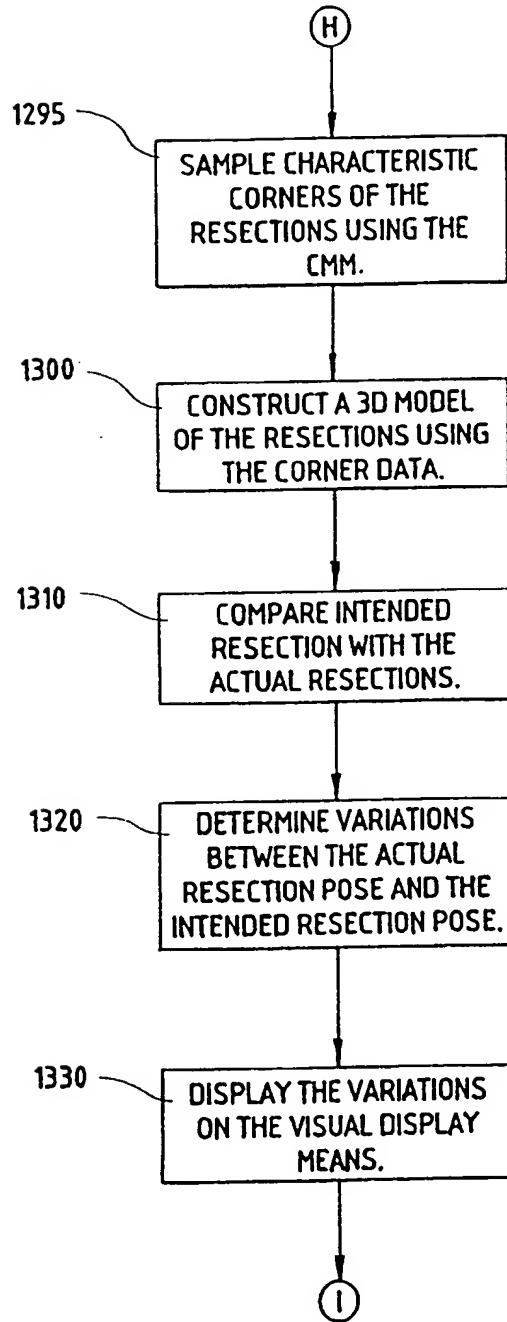 H
1295
SAMPLE CHARACTERISTIC
CORNERS OF THE
RESECTIONS USING THE
CMM.
1300
CONSTRUCT A 3D MODEL
OF THE RESECTIONS USING
THE CORNER DATA.
1310
COMPARE INTENDED
RESECTION WITH THE
ACTUAL RESECTIONS.
1320
DETERMINE VARIATIONS
BETWEEN THE ACTUAL
RESECTION POSE AND THE
INTENDED RESECTION POSE.
1330
DISPLAY THE VARIATIONS
ON THE VISUAL DISPLAY
MEANS.
I